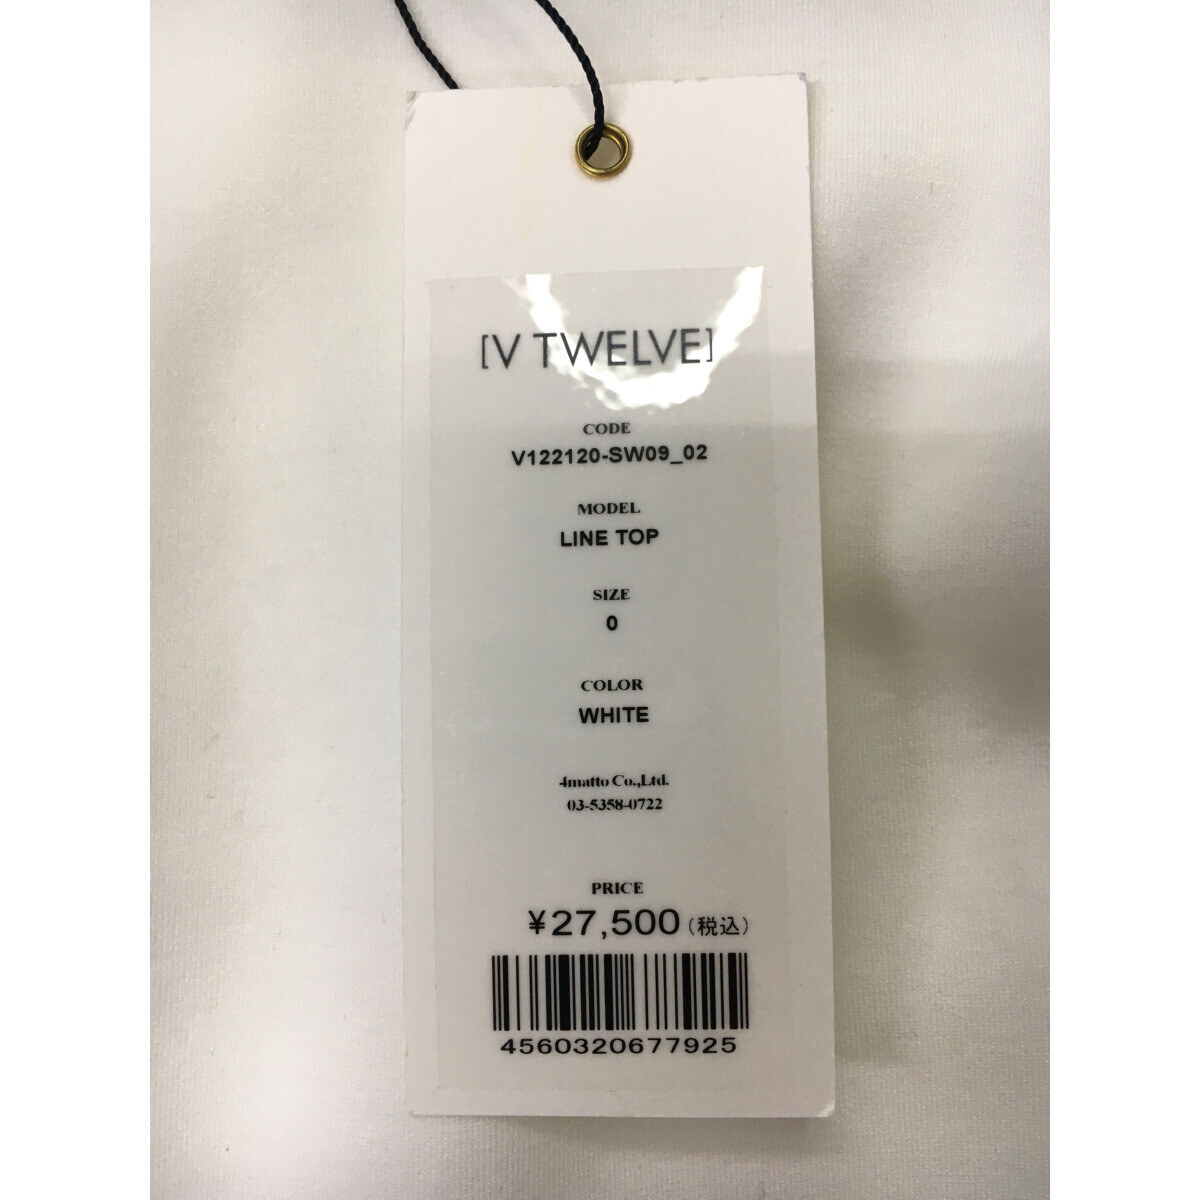 [V TWELVE]
CODE
V122120-SW09_02
MODEL
LINE TOP
SIZE
0
COLOR
WHITE
4matto Co.,Ltd.
03-5358-0722
PRICE
¥27,500(税込)
4560320677925